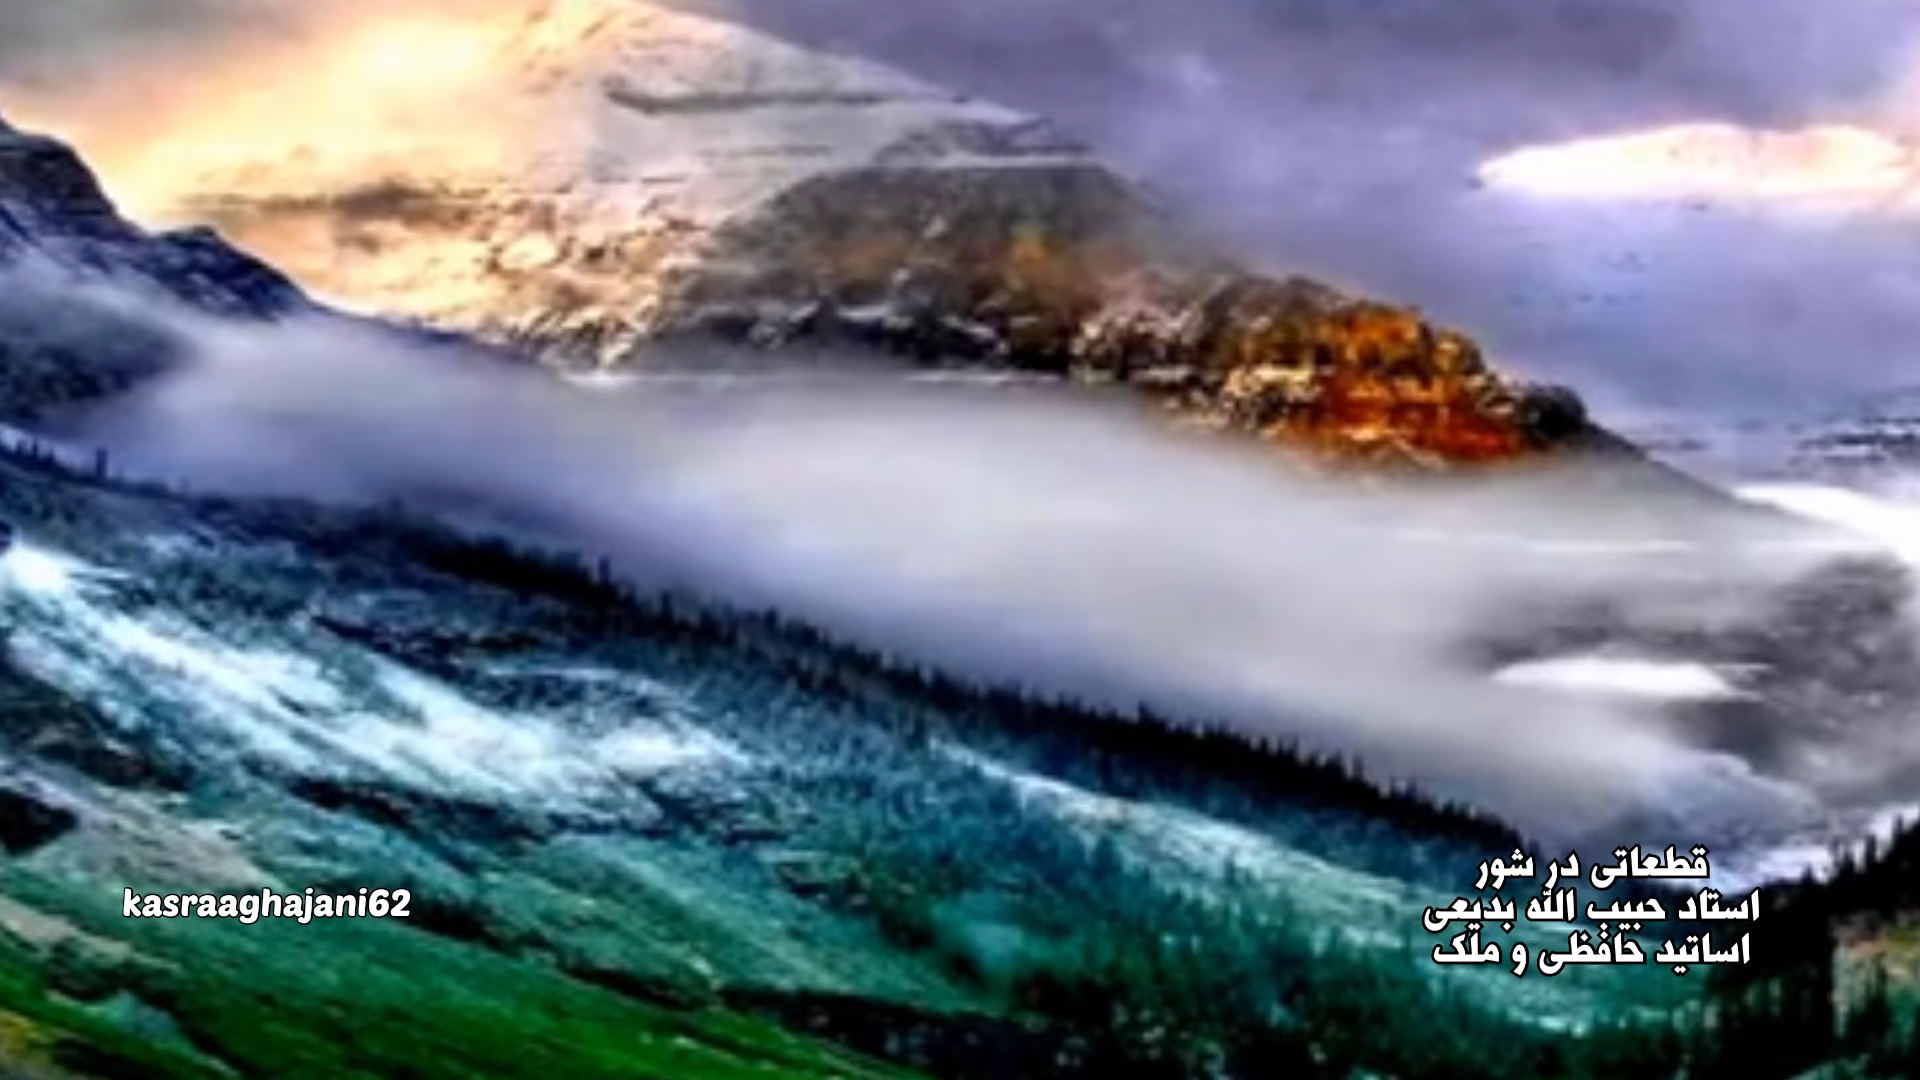 قطعاتی در شور
استاد حبیب الله بدیعی
اساتید حافظی و ملک
kasraaghajani62